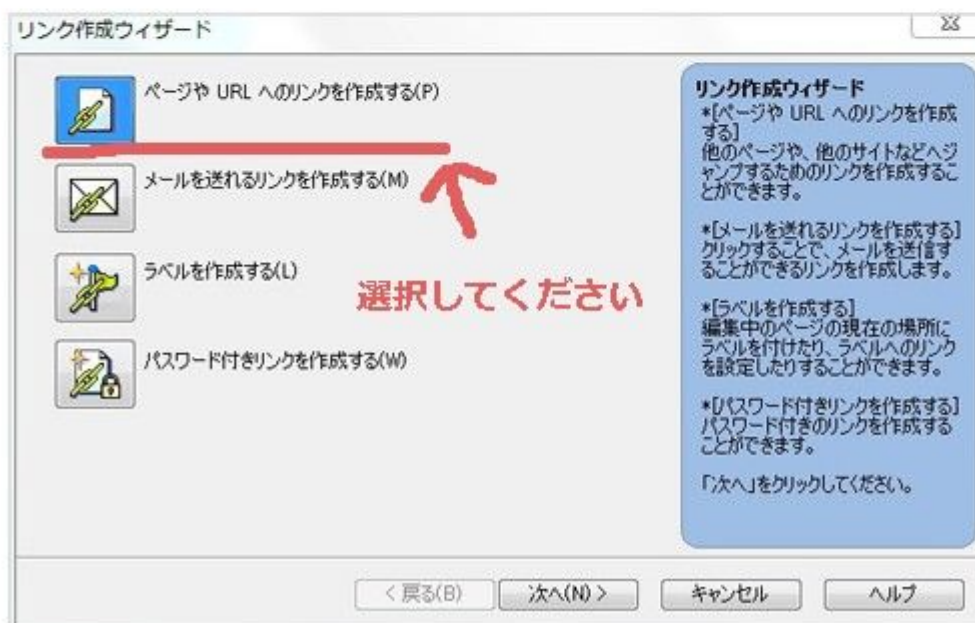 リンク作成ウィザード
ページや URL へのリンクを作成する(P)
メールを送れるリンクを作成する(M)
ラベルを作成する(L)
選択してください
パスワード付きリンクを作成する(W)
リンク作成ウィザード
*[ページや URL へのリンクを作成
する]
他のページや、他のサイトなどへジ
ャンプするためのリンクを作成するこ
とができます。
*[メールを送れるリンクを作成する]
クリックすることで、メールを送信す
ることができるリンクを作成します。
*[ラベルを作成する]
編集中のページの現在の場所に
ラベルを付けたり、ラベルへのリンク
を設定したりすることができます。
*[パスワード付きリンクを作成する]
パスワード付きのリンクを作成する
ことができます。
「次へ」をクリックしてください。
< 戻る(B)
次へ(N) >
キャンセル
ヘルプ